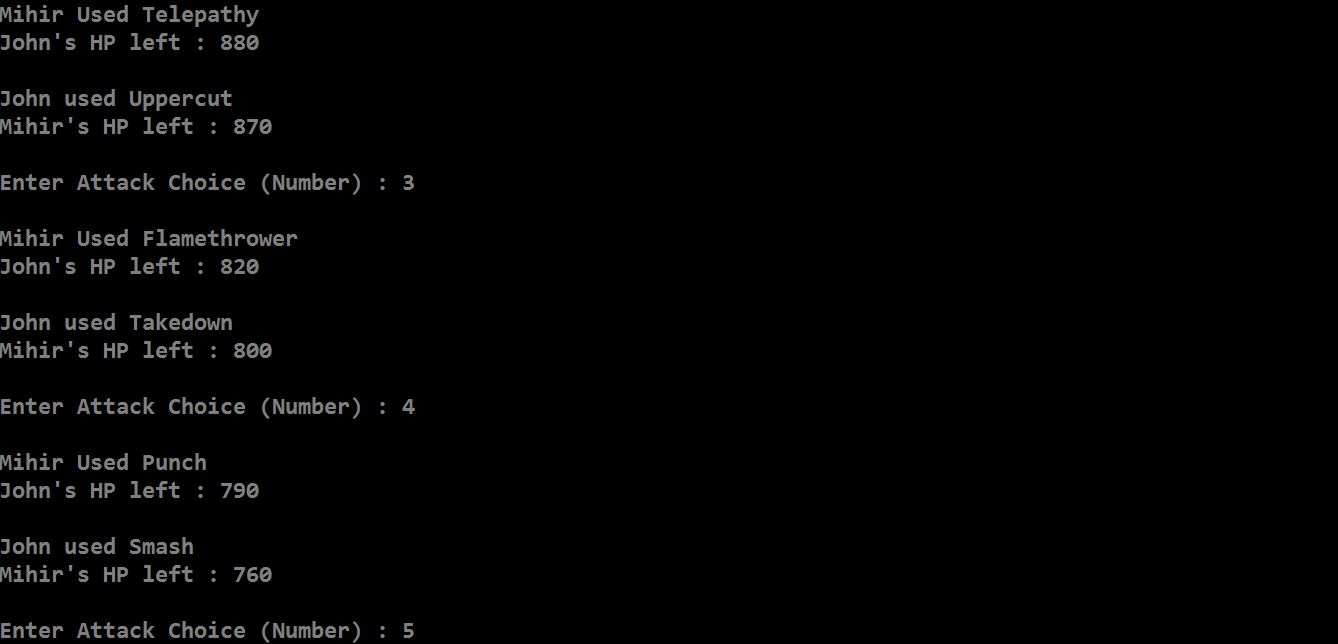 Mihir Used Telepathy
John's HP left : 880
John used Uppercut
Mihir's HP left : 870
Enter Attack Choice (Number) : 3
Mihir Used Flamethrower
John's HP left : 820
John used Takedown
Mihir's HP left : 800
Enter Attack Choice (Number) : 4
Mihir Used Punch
John's HP left : 790
John used Smash
Mihir's HP left : 760
Enter Attack Choice (Number) : 5